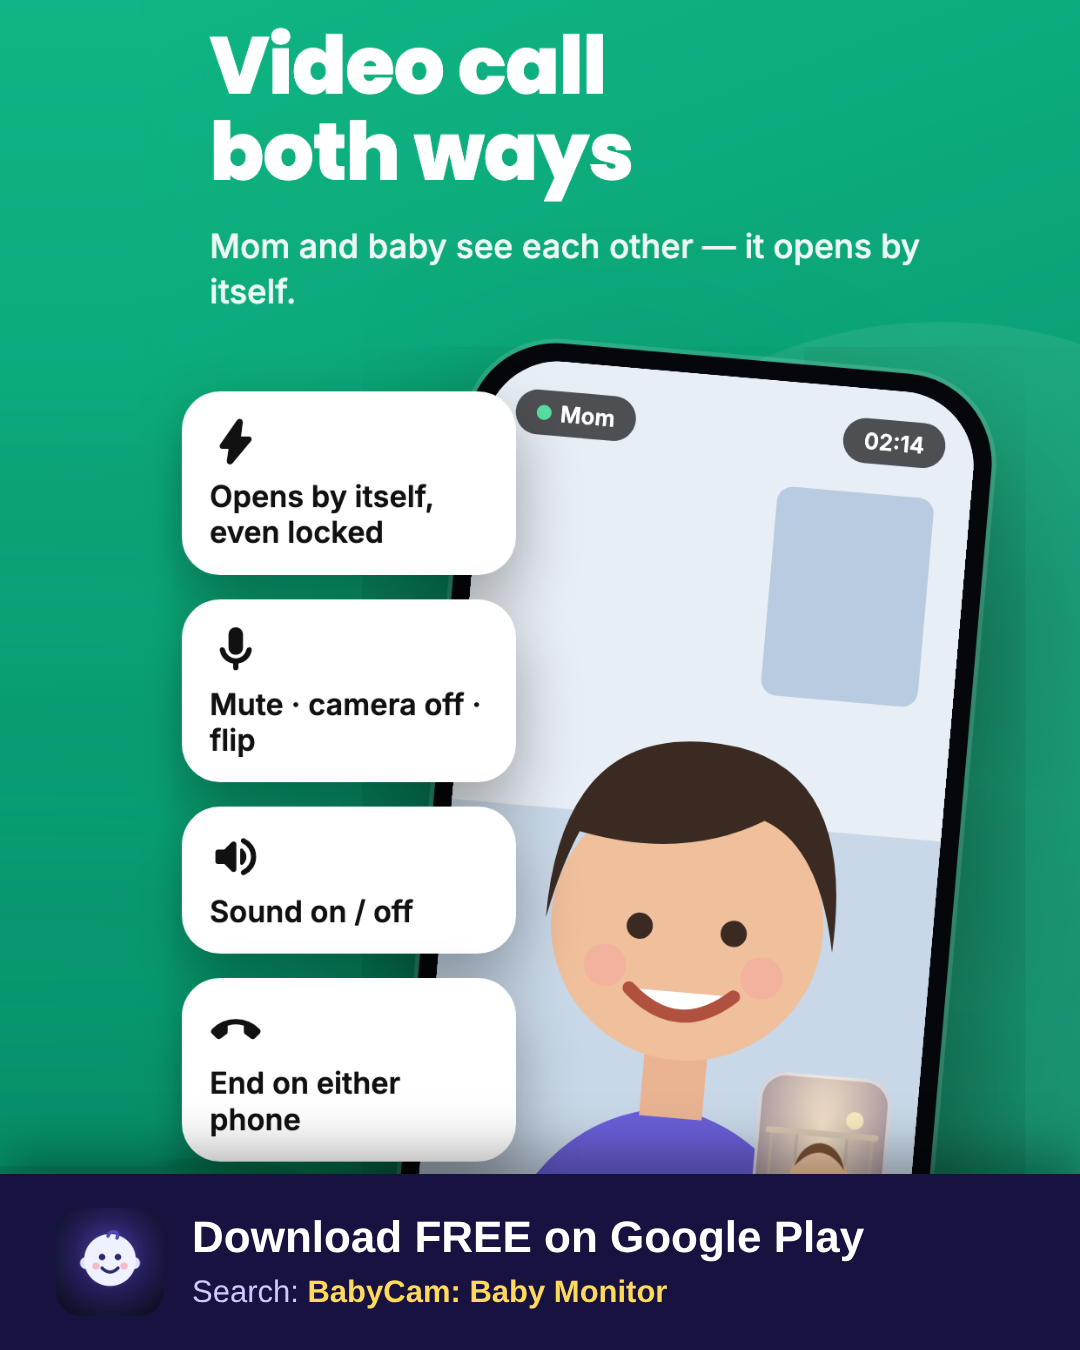 Video call
both ways
Mom and baby see each other — it opens by
itself.
Mom
02:14
Opens by itself,
even locked
Mute · camera off ·
flip
Sound on / off
End on either
phone
Download FREE on Google Play
Search: BabyCam: Baby Monitor